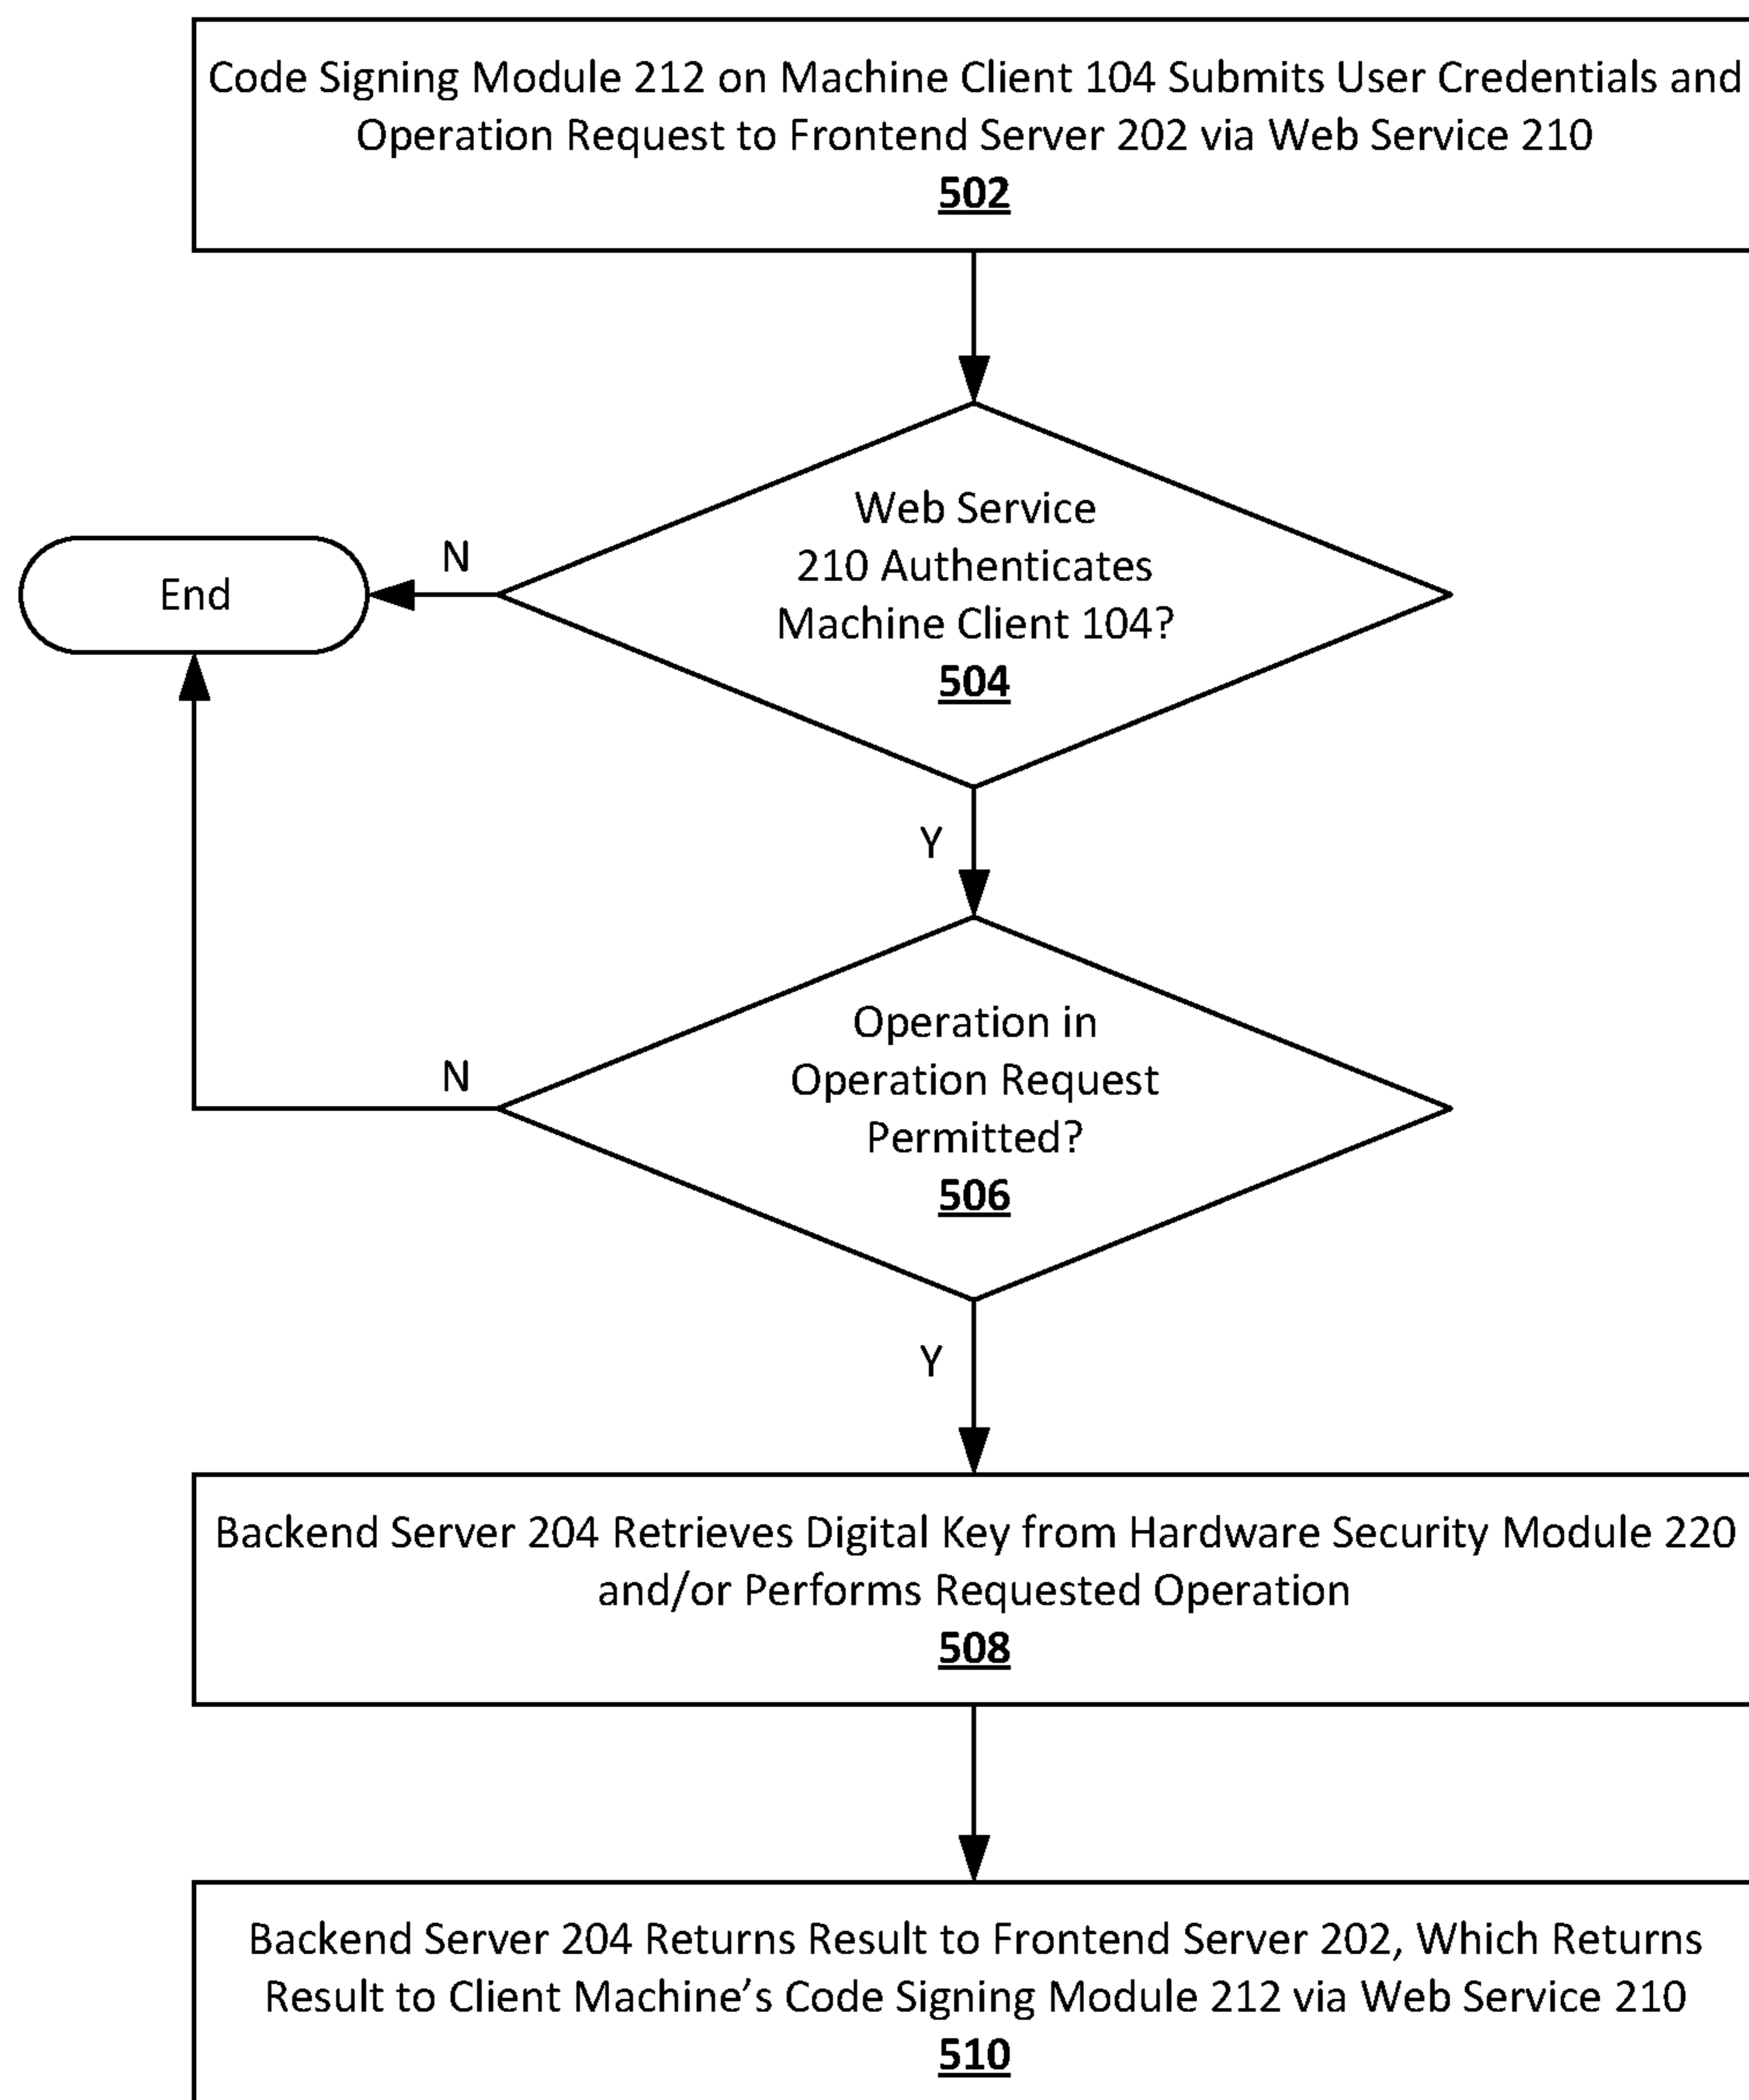 Code Signing Module 212 on Machine Client 104 Submits User Credentials and
Operation Request to Frontend Server 202 via Web Service 210
502
Web Service
210 Authenticates
Machine Client 104?
504
N
End
Y
Operation in
Operation Request
Permitted?
506
N
Y
Backend Server 204 Retrieves Digital Key from Hardware Security Module 220
and/or Performs Requested Operation
508
Backend Server 204 Returns Result to Frontend Server 202, Which Returns
Result to Client Machine’s Code Signing Module 212 via Web Service 210
510